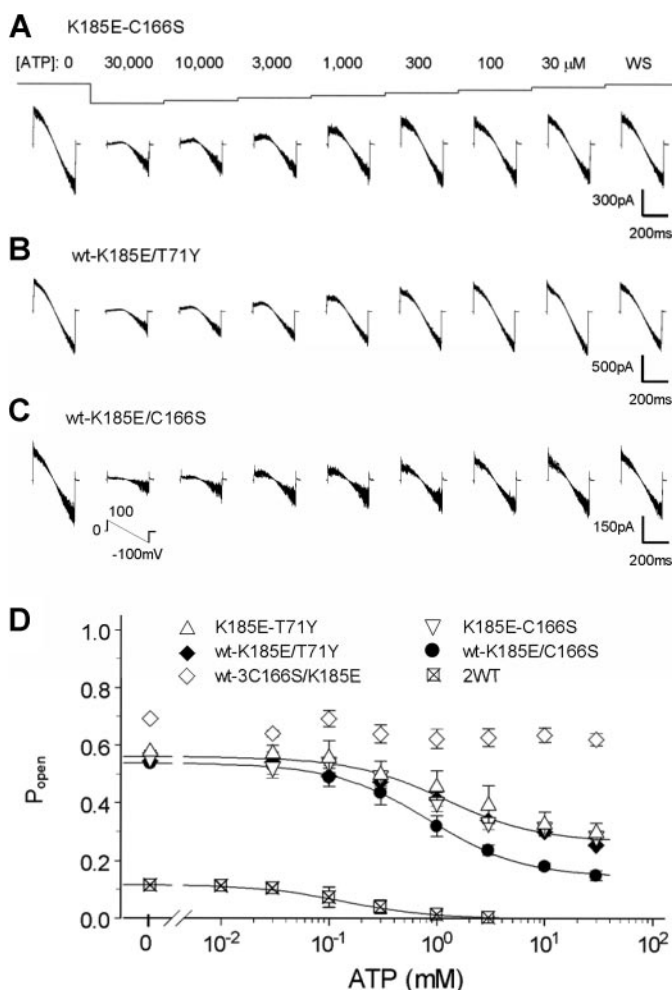 A K185E-C166S
[ATP]: 0 30,000 10,000 3,000 1,000 300 100 30 µM WS
300pA
200ms
B wt-K185E/T71Y
500pA
200ms
C wt-K185E/C166S
100
0
-100mV
150pA
200ms
D
K185E-T71Y K185E-C166S
wt-K185E/T71Y wt-K185E/C166S
wt-3C166S/K185E 2WT
1.0
0.8
0.6
0.4
0.2
0.0
Popen
0 10-2 10-1 100 101 102
ATP (mM)